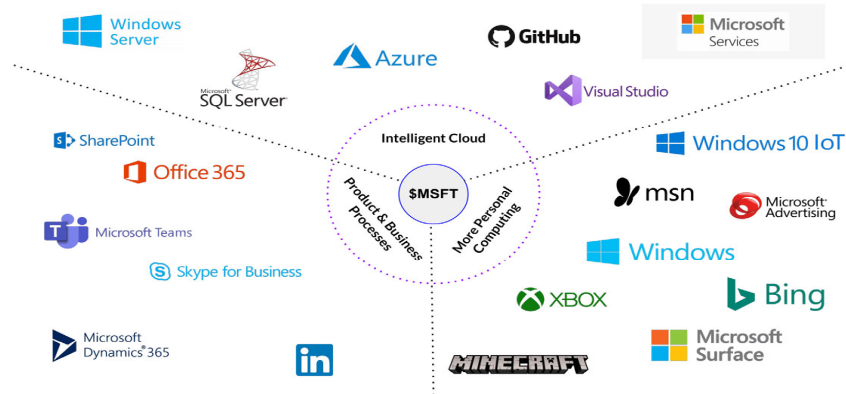 Windows
Server
Microsoft®
SQL Server®
Azure
GitHub
Microsoft
Services
Visual Studio
Intelligent Cloud
$MSFT
Product & Business
Processes
More Personal
Computing
S
SharePoint
Office 365
T
Microsoft Teams
S
Skype for Business
Microsoft
Dynamics® 365
in
Windows 10 IoT
msn
Microsoft®
Advertising
Windows
XBOX
Bing
MINECRAFT
Microsoft
Surface